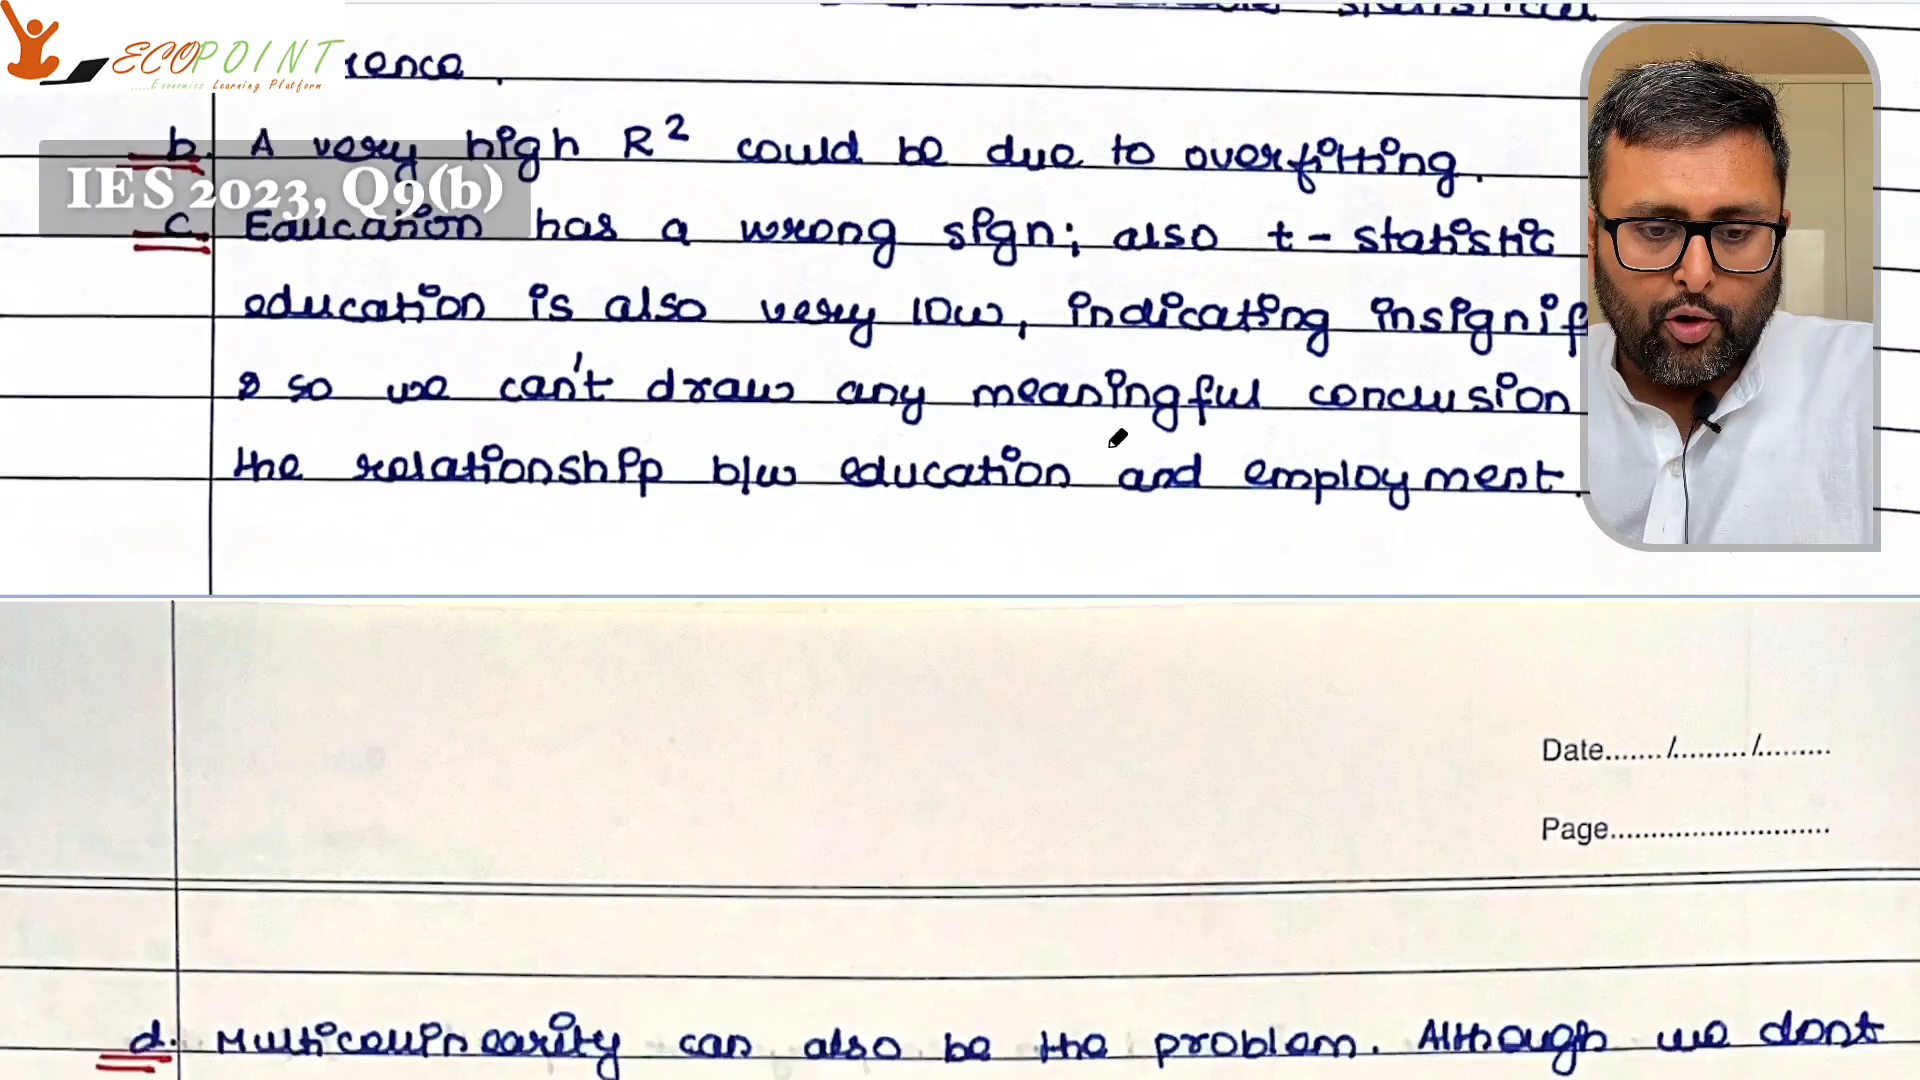 ECOPOINT
.....Economics Learning Platform
statistical
b. A very high R² could be due to overfitting.
IES 2023, Q9(b)
c. Education has a wrong sign; also t-statistic
education is also very low, indicating insignif
& so we can't draw any meaningful conclusion
the relationship b/w education and employment.
Date......./........./.........
Page...........................
d. Multicollinearity can also be the problem. Although we dont